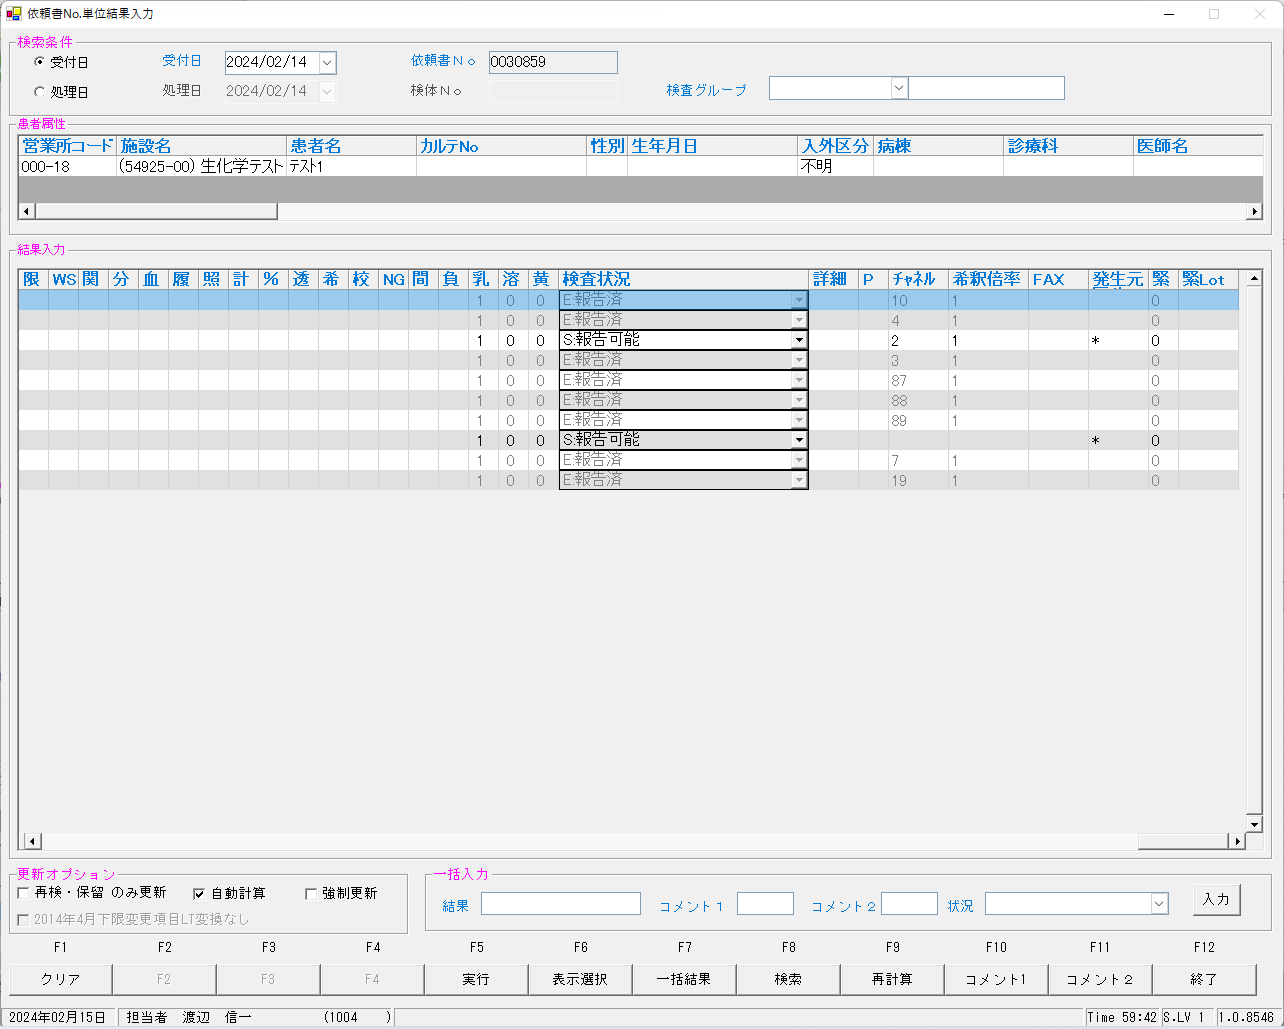 依頼書No.単位結果入力
検索条件
受付日 受付日 2024/02/14 依頼書No 0030859
処理日 処理日 2024/02/14 検体No 検査グループ
患者属性
営業所コード 施設名 患者名 カルテNo 性別 生年月日 入外区分 病棟 診療科 医師名
000-18 (54925-00) 生化学テスト テスト1 不明
結果入力
限 WS 関 分 血 履 照 計 % 透 希 校 NG 間 負 乳 溶 黄 検査状況 詳細 P チャネル 希釈倍率 FAX 発生元 緊 緊Lot
1 0 0 E:報告済 10 1 0
1 0 0 E:報告済 4 1 0
1 0 0 S:報告可能 2 1 * 0
1 0 0 E:報告済 3 1 0
1 0 0 E:報告済 87 1 0
1 0 0 E:報告済 88 1 0
1 0 0 E:報告済 89 1 0
1 0 0 S:報告可能 * 0
1 0 0 E:報告済 7 1 0
1 0 0 E:報告済 19 1 0
更新オプション
再検・保留 のみ更新 自動計算 強制更新
2014年4月下限変更項目LT変換なし
一括入力
結果 コメント1 コメント2 状況 入力
F1 F2 F3 F4 F5 F6 F7 F8 F9 F10 F11 F12
クリア F2 F3 F4 実行 表示選択 一括結果 検索 再計算 コメント1 コメント2 終了
2024年02月15日 担当者 渡辺 信一 (1004 ) Time 59:42 S.LV 1 1.0.8546